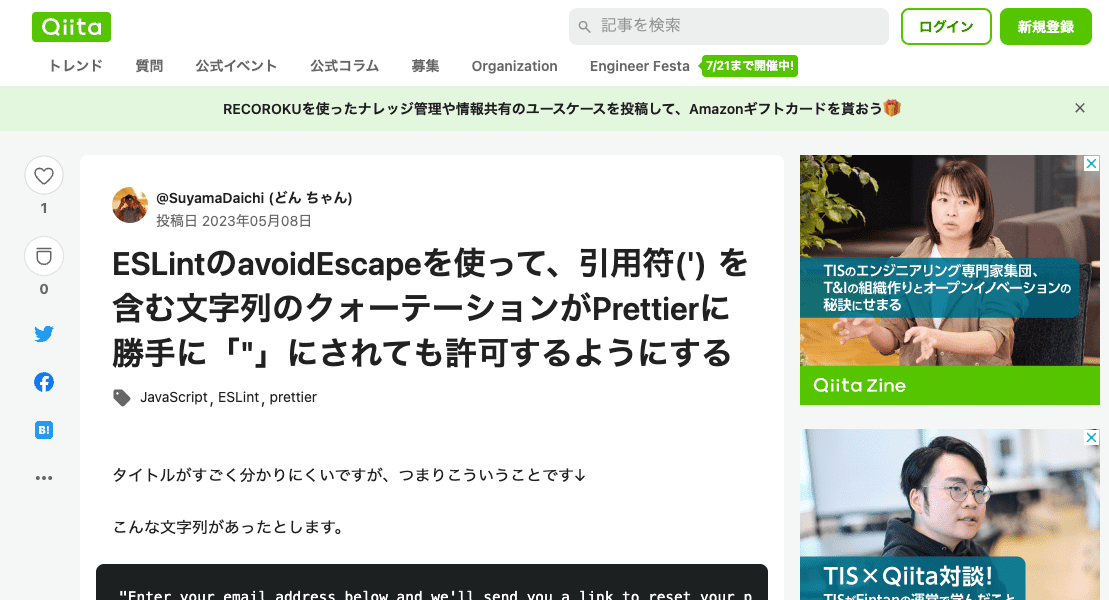 Qiita
記事を検索
ログイン
新規登録
トレンド 質問 公式イベント 公式コラム 募集 Organization Engineer Festa 7/21まで開催中!
RECOROKUを使ったナレッジ管理や情報共有のユースケースを投稿して、Amazonギフトカードを貰おう🎁
1
0
B!
@SuyamaDaichi (どん ちゃん)
投稿日 2023年05月08日
ESLintのavoidEscapeを使って、引用符(') を
含む文字列のクォーテーションがPrettierに
勝手に「"」にされても許可するようにする
JavaScript, ESLint, prettier
タイトルがすごく分かりにくいですが、つまりこういうことです↓
こんな文字列があったとします。
"Enter your email address below and we'll send you a link to reset your p
TISのエンジニアリング専門家集団、
T&Iの組織作りとオープンイノベーションの
秘訣にせまる
Qiita Zine
TIS×Qiita対談!
TISがFintanの運営で学んだこと